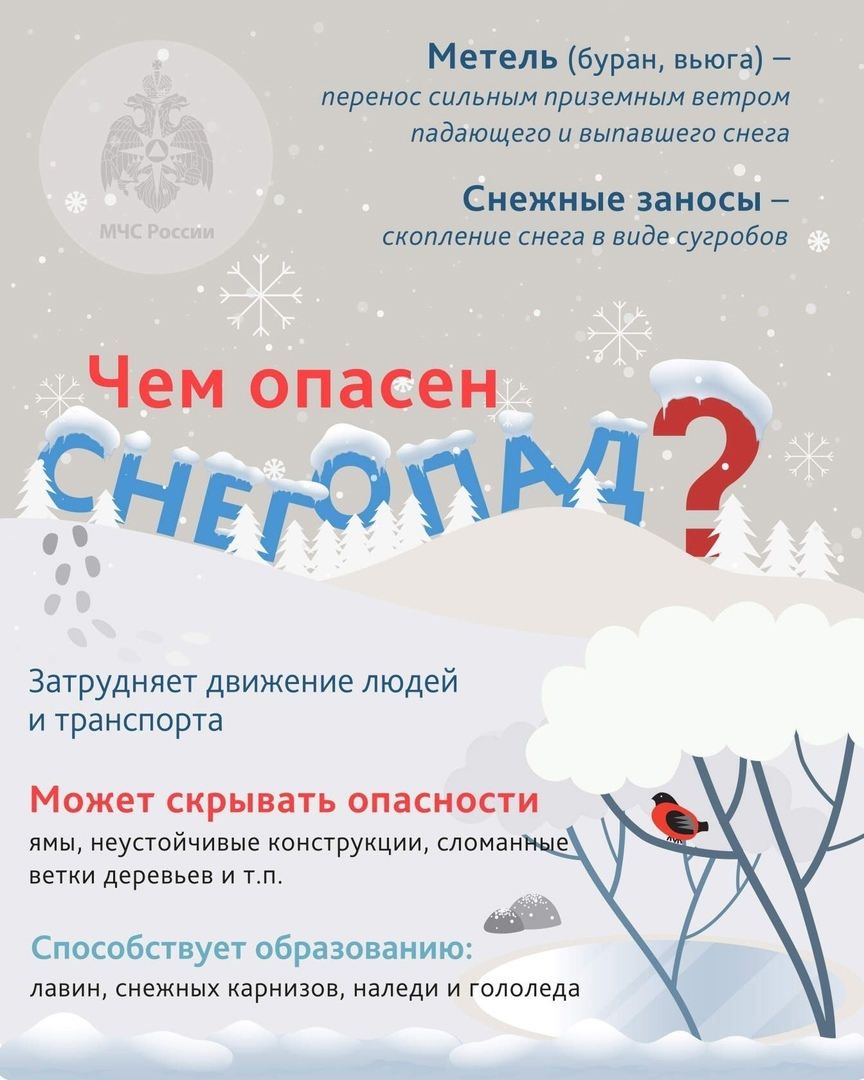 МЧС России
Метель (буран, вьюга) –
перенос сильным приземным ветром
падающего и выпавшего снега
Снежные заносы –
скопление снега в виде сугробов
Чем опасен
СНЕГОПАД?
Затрудняет движение людей
и транспорта
Может скрывать опасности
ямы, неустойчивые конструкции, сломанные
ветки деревьев и т.п.
Способствует образованию:
лавин, снежных карнизов, наледи и гололеда